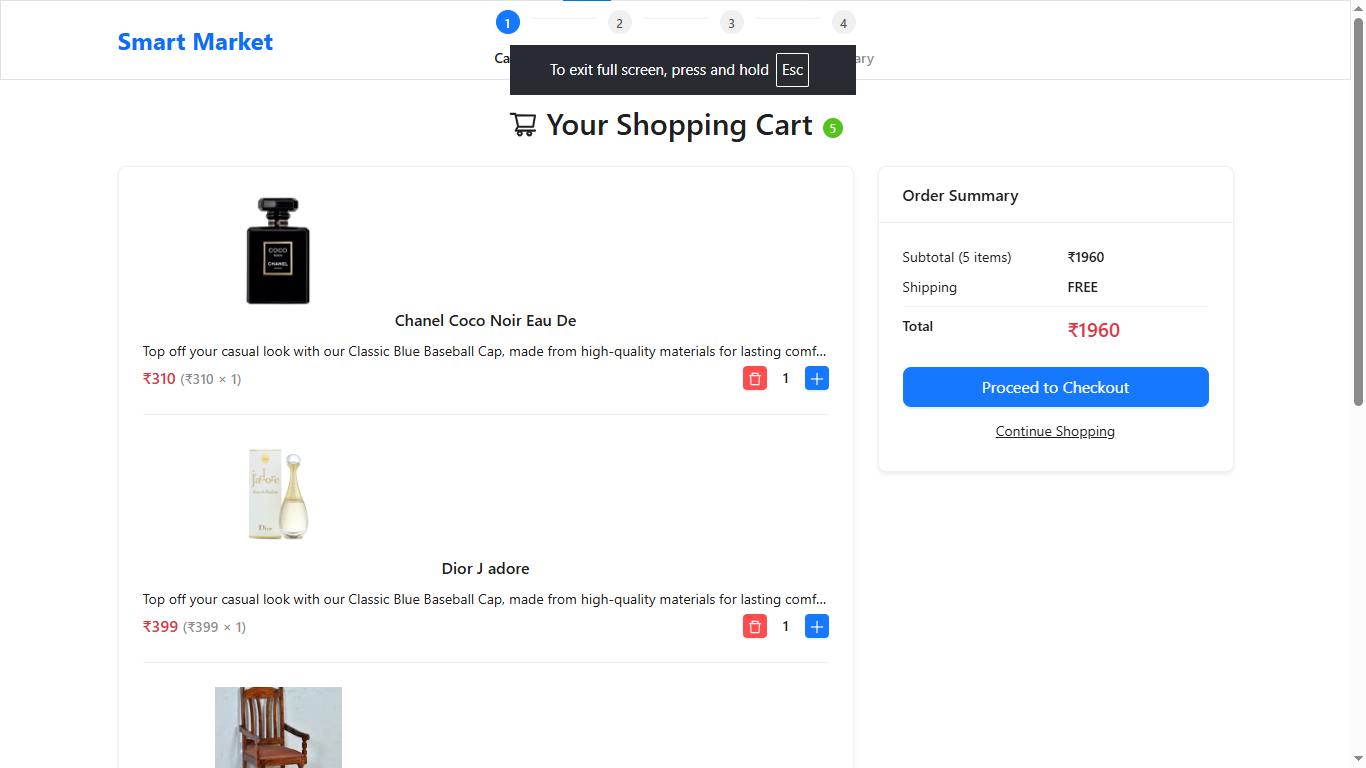 1 2 3 4
Smart Market
To exit full screen, press and hold Esc
Your Shopping Cart 5
COCO
NOIR
CHANEL
Chanel Coco Noir Eau De
Top off your casual look with our Classic Blue Baseball Cap, made from high-quality materials for lasting comf...
₹310 (₹310 × 1)
1
j'adore
Dior
Dior J adore
Top off your casual look with our Classic Blue Baseball Cap, made from high-quality materials for lasting comf...
₹399 (₹399 × 1)
1
Order Summary
Subtotal (5 items) ₹1960
Shipping FREE
Total ₹1960
Proceed to Checkout
Continue Shopping